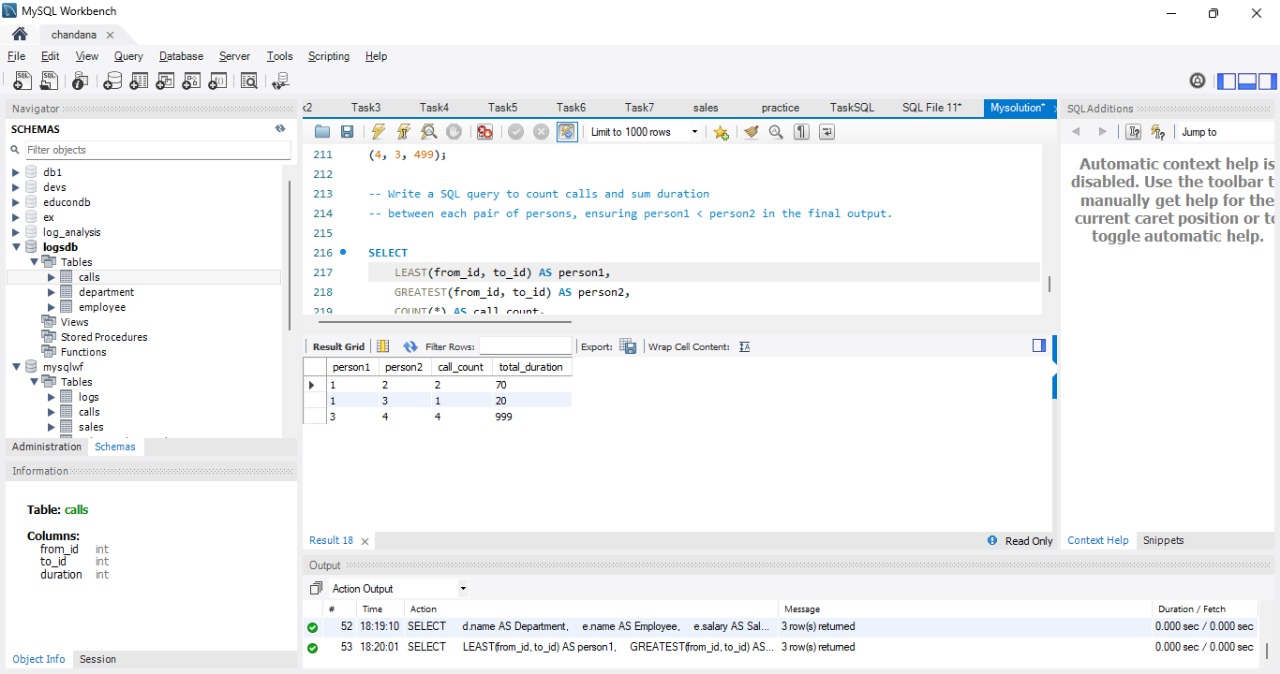 MySQL Workbench
chandana
File Edit View Query Database Server Tools Scripting Help
Navigator
SCHEMAS
Filter objects
db1
devs
educondb
ex
log_analysis
logsdb
Tables
calls
department
employee
Views
Stored Procedures
Functions
mysqlwf
Tables
logs
calls
sales
Administration Schemas
Information
Table: calls
Columns:
from_id int
to_id int
duration int
Object Info Session
k2 Task3 Task4 Task5 Task6 Task7 sales practice TaskSQL SQL File 11* Mysolution*
Limit to 1000 rows
211 (4, 3, 499);
212
213 -- Write a SQL query to count calls and sum duration
214 -- between each pair of persons, ensuring person1 < person2 in the final output.
215
216 SELECT
217 LEAST(from_id, to_id) AS person1,
218 GREATEST(from_id, to_id) AS person2,
219 COUNT(*) AS call_count,
Result Grid Filter Rows: Export: Wrap Cell Content:
person1 person2 call_count total_duration
1 2 2 70
1 3 1 20
3 4 4 999
Result 18 Read Only
SQLAdditions
Jump to
Automatic context help is
disabled. Use the toolbar t
manually get help for the
current caret position or to
toggle automatic help.
Context Help Snippets
Output
Action Output
# Time Action Message Duration / Fetch
52 18:19:10 SELECT d.name AS Department, e.name AS Employee, e.salary AS Sal... 3 row(s) returned 0.000 sec / 0.000 sec
53 18:20:01 SELECT LEAST(from_id, to_id) AS person1, GREATEST(from_id, to_id) AS... 3 row(s) returned 0.000 sec / 0.000 sec